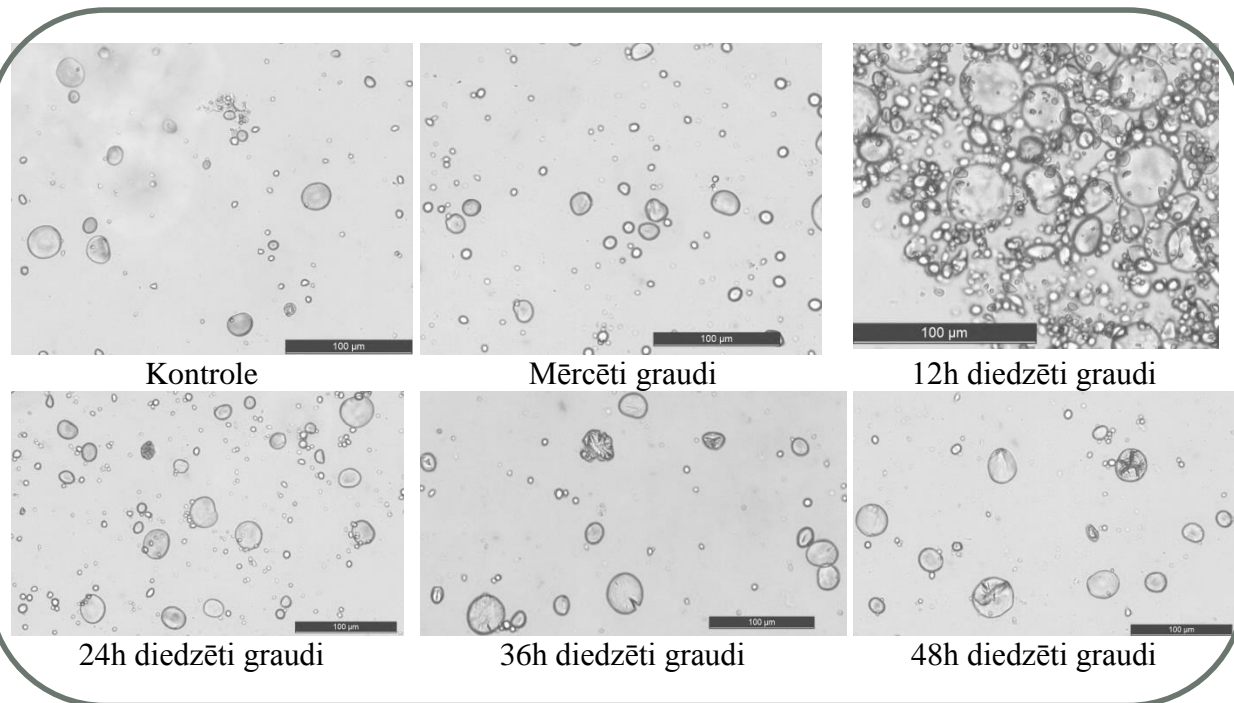 100 µm
100 µm
100 µm
Kontrole
Mērcēti graudi
12h diedzēti graudi
100 µm
100 µm
100 µm
24h diedzēti graudi
36h diedzēti graudi
48h diedzēti graudi